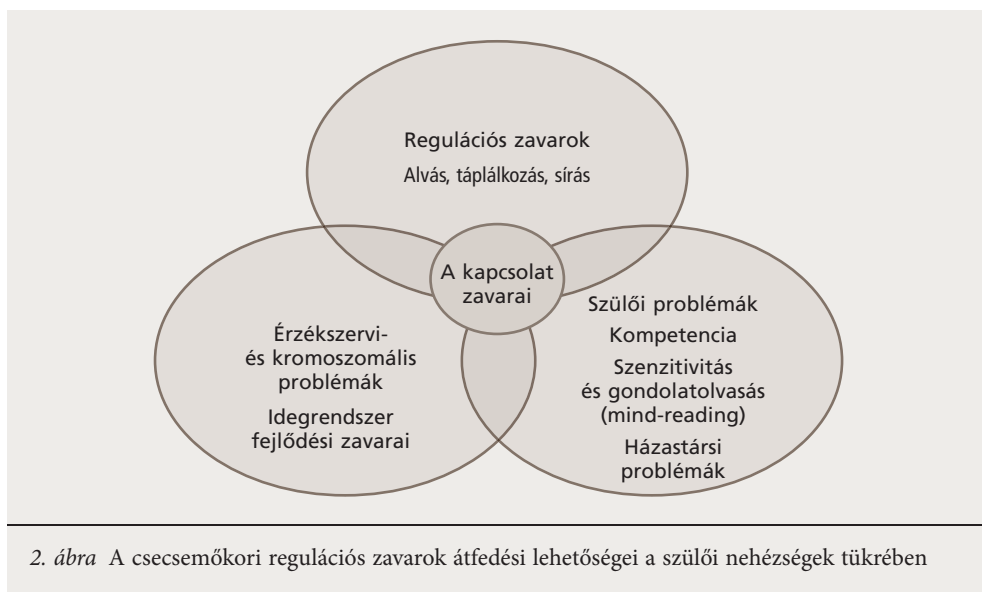 Regulációs zavarok
Alvás, táplálkozás, sírás
A kapcsolat
zavarai
Érzékszervi-
és kromoszomális
problémák
Idegrendszer
fejlődési zavarai
Szülői problémák
Kompetencia
Szenzitivitás
és gondolatolvasás
(mind-reading)
Házastársi
problémák
2. ábra A csecsemőkori regulációs zavarok átfedési lehetőségei a szülői nehézségek tükrében